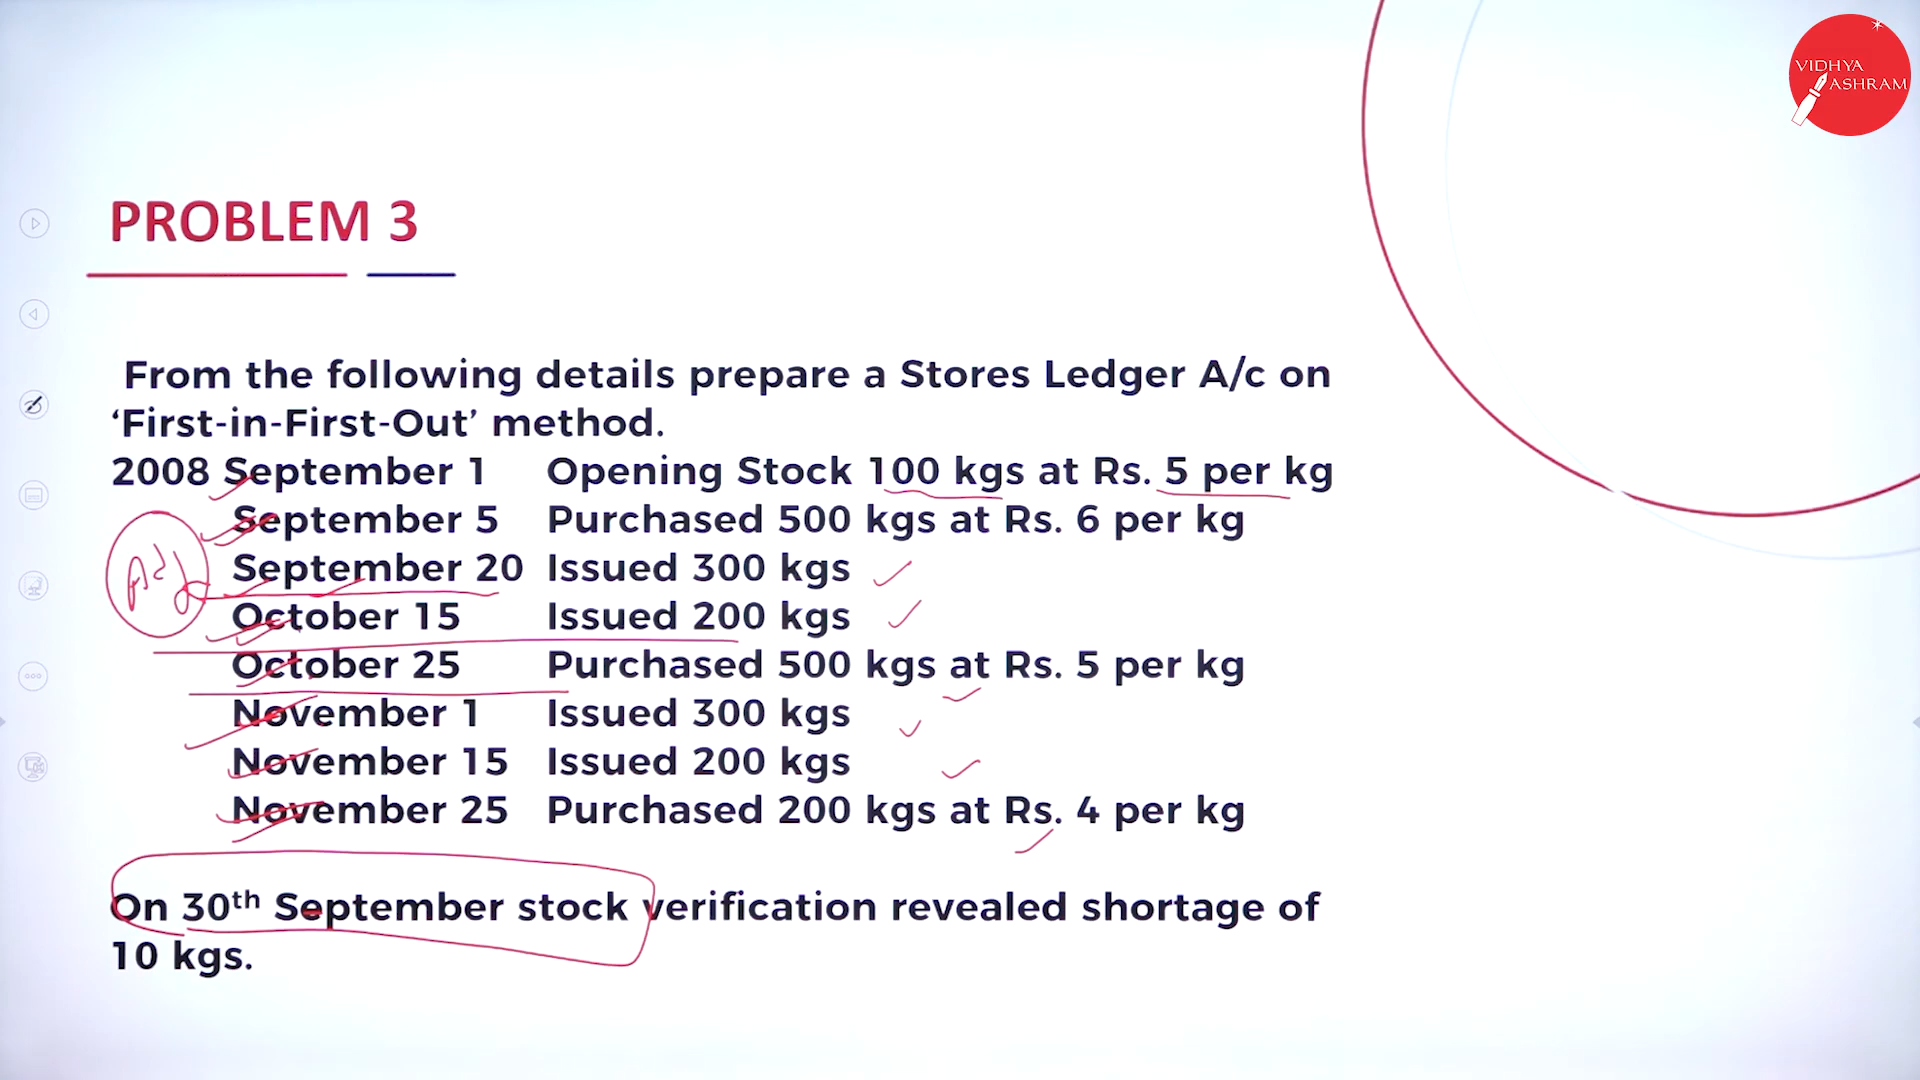 VIDHYA
ASHRAM
PROBLEM 3
From the following details prepare a Stores Ledger A/c on
‘First-in-First-Out’ method.
2008 September 1 Opening Stock 100 kgs at Rs. 5 per kg
September 5 Purchased 500 kgs at Rs. 6 per kg
September 20 Issued 300 kgs
October 15 Issued 200 kgs
October 25 Purchased 500 kgs at Rs. 5 per kg
November 1 Issued 300 kgs
November 15 Issued 200 kgs
November 25 Purchased 200 kgs at Rs. 4 per kg
On 30th September stock verification revealed shortage of
10 kgs.